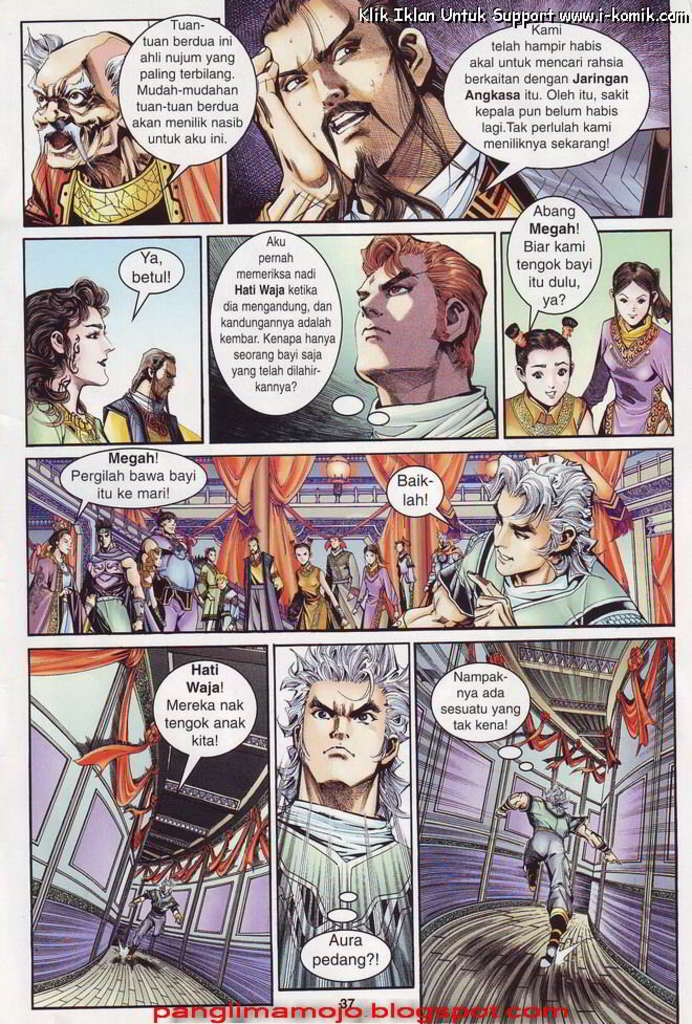 Klik Iklan Untuk Support www.i-komik.com
Tuan-
tuan berdua ini
ahli nujum yang
paling terbilang.
Mudah-mudahan
tuan-tuan berdua
akan menilik nasib
untuk aku ini.
Kami
telah hampir habis
akal untuk mencari rahsia
berkaitan dengan Jaringan
Angkasa itu. Oleh itu, sakit
kepala pun belum habis
lagi.Tak perlulah kami
meniliknya sekarang!
Ya,
betul!
Aku
pernah
memeriksa nadi
Hati Waja ketika
dia mengandung, dan
kandungannya adalah
kembar. Kenapa hanya
seorang bayi saja
yang telah dilahir-
kannya?
Abang
Megah!
Biar kami
tengok bayi
itu dulu,
ya?
Megah!
Pergilah bawa bayi
itu ke mari!
Baik-
lah!
Hati
Waja!
Mereka nak
tengok anak
kita!
Aura
pedang?!
Nampak-
nya ada
sesuatu yang
tak kena!
37
panglimamojo.blogspot.com